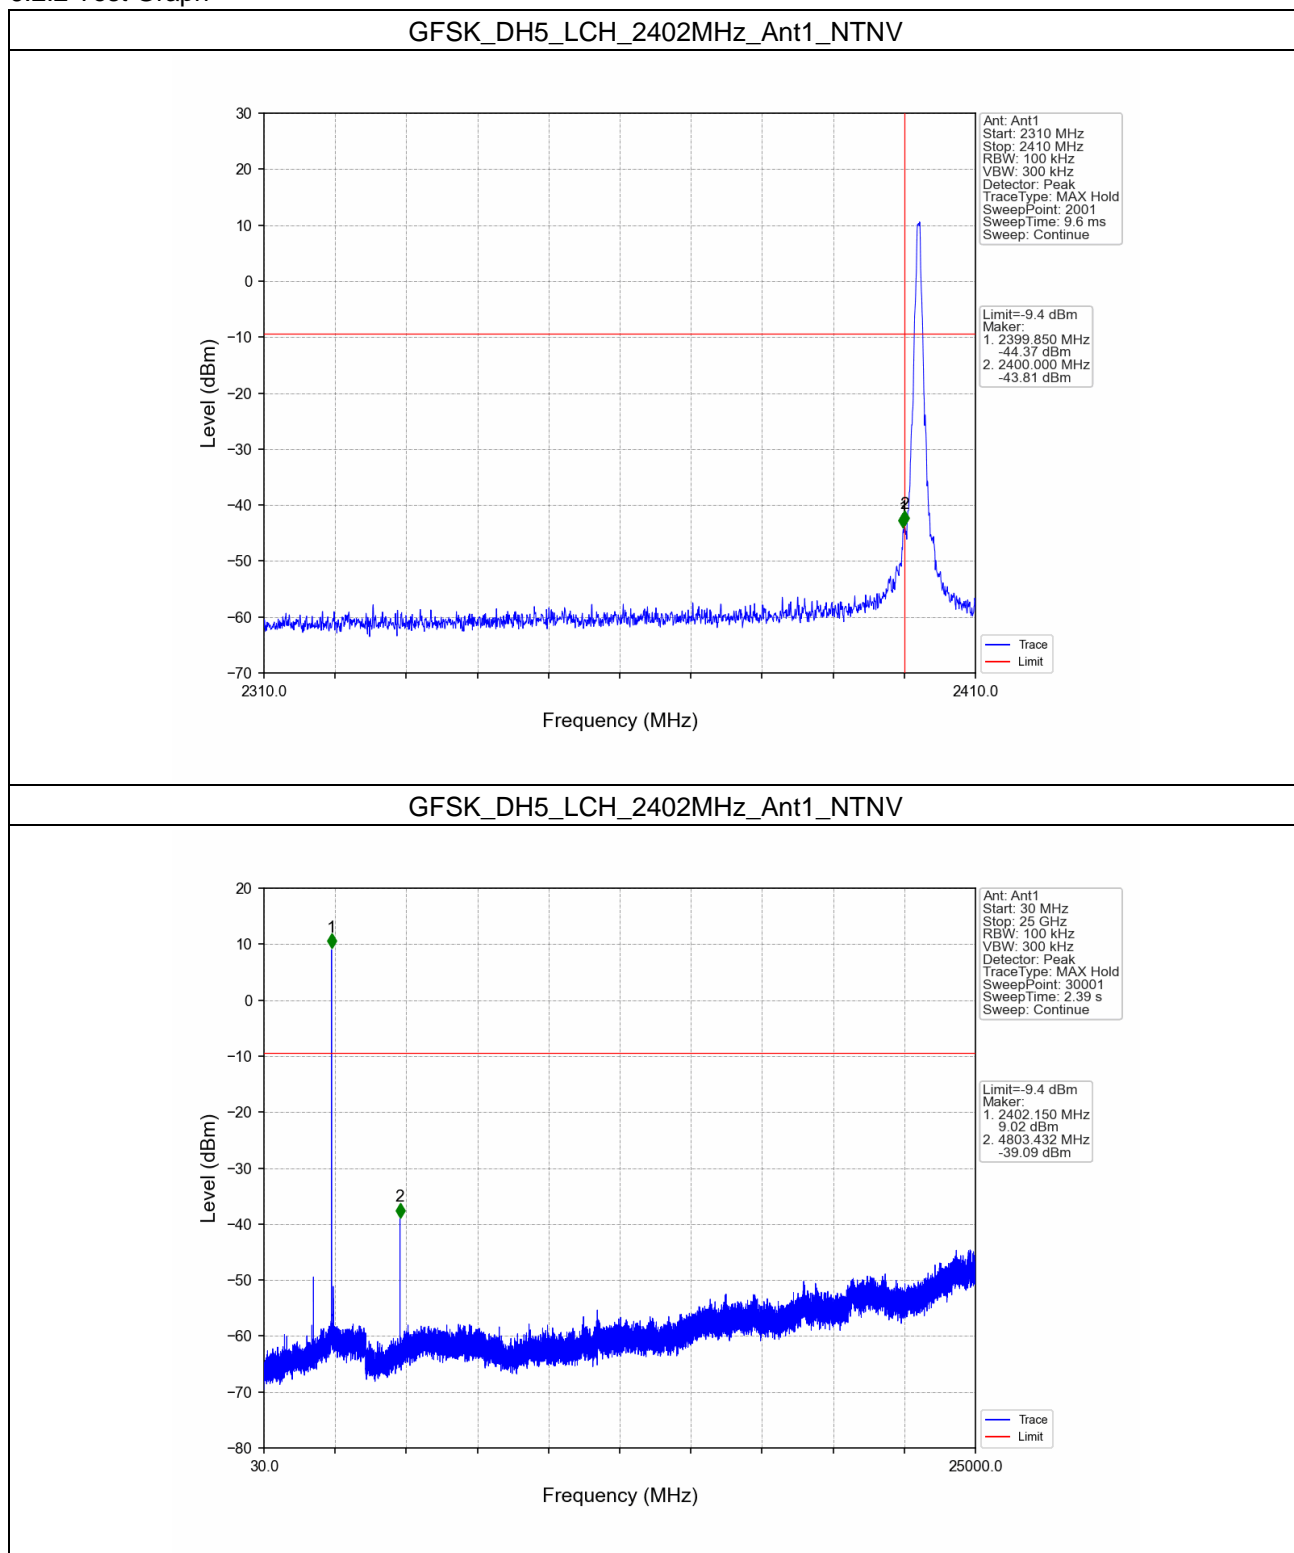 GFSK_DH5_LCH_2402MHz_Ant1_NTNV
30
20
10
0
−10
−20
−30
−40
−50
−60
−70
Level (dBm)
2310.0
2410.0
Frequency (MHz)
2
Ant: Ant1
Start: 2310 MHz
Stop: 2410 MHz
RBW: 100 kHz
VBW: 300 kHz
Detector: Peak
TraceType: MAX Hold
SweepPoint: 2001
SweepTime: 9.6 ms
Sweep: Continue
Limit=-9.4 dBm
Maker:
1. 2399.850 MHz
-44.37 dBm
2. 2400.000 MHz
-43.81 dBm
Trace
Limit
GFSK_DH5_LCH_2402MHz_Ant1_NTNV
20
10
0
−10
−20
−30
−40
−50
−60
−70
−80
Level (dBm)
30.0
25000.0
Frequency (MHz)
1
2
Ant: Ant1
Start: 30 MHz
Stop: 25 GHz
RBW: 100 kHz
VBW: 300 kHz
Detector: Peak
TraceType: MAX Hold
SweepPoint: 30001
SweepTime: 2.39 s
Sweep: Continue
Limit=-9.4 dBm
Maker:
1. 2402.150 MHz
9.02 dBm
2. 4803.432 MHz
-39.09 dBm
Trace
Limit